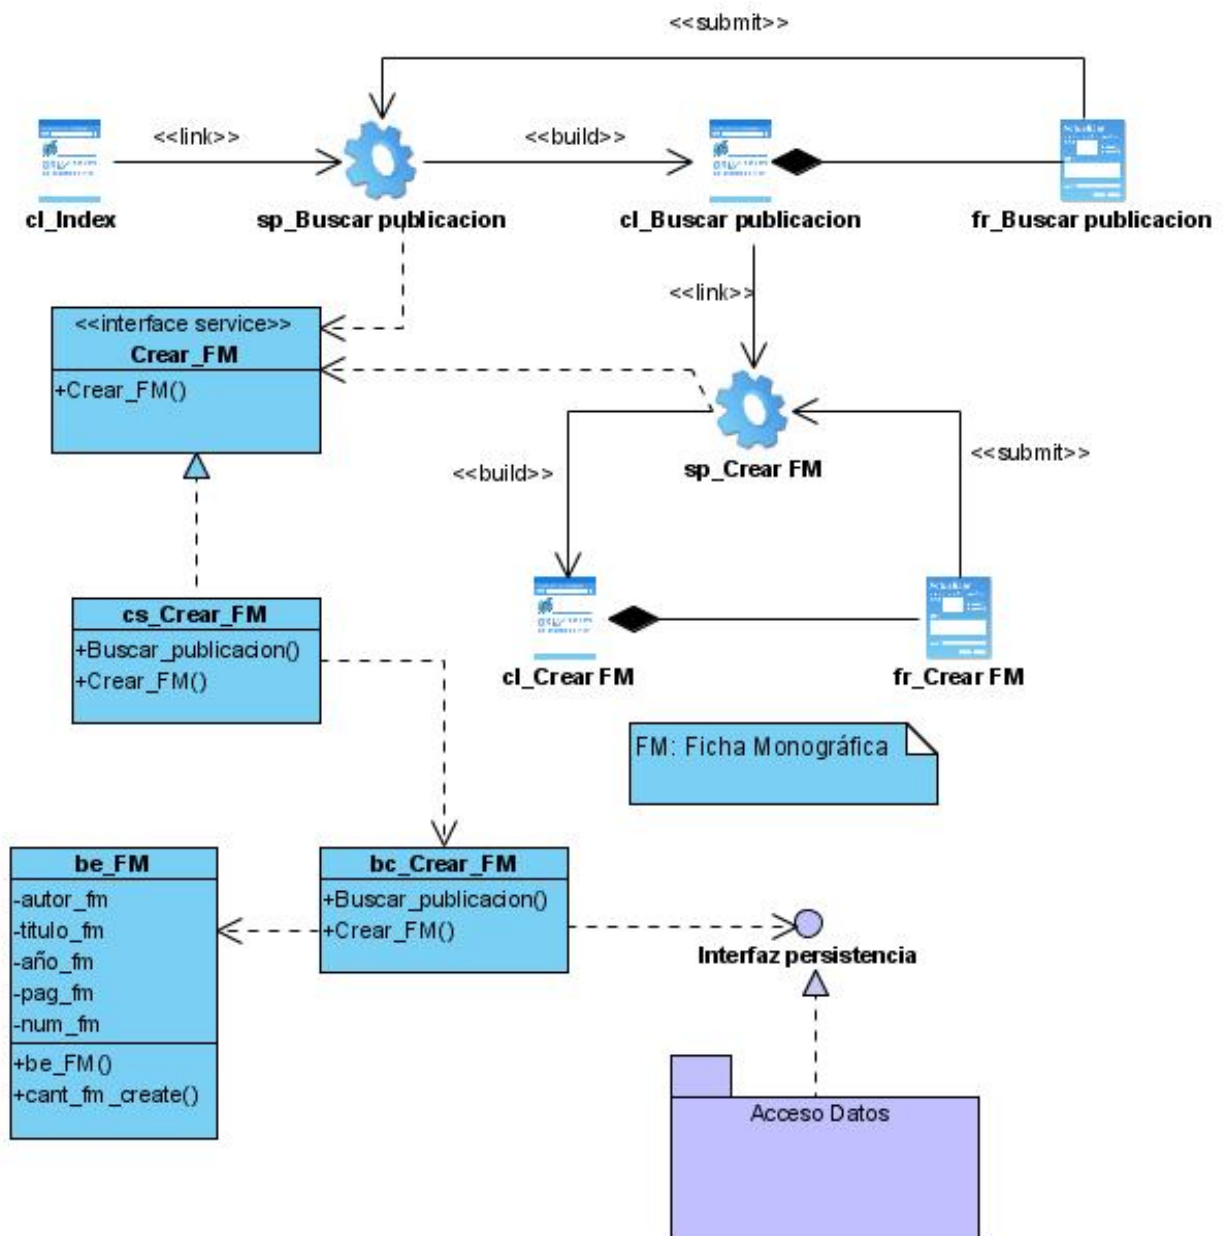 <<submit>>
<<link>>
<<build>>
cl_Index
sp_Buscar publicacion
cl_Buscar publicacion
fr_Buscar publicacion
<<link>>
<<interface service>>
Crear_FM
+Crear_FM()
<<build>>
sp_Crear FM
<<submit>>
cs_Crear_FM
+Buscar_publicacion()
+Crear_FM()
cl_Crear FM
fr_Crear FM
FM: Ficha Monográfica
be_FM
-autor_fm
-titulo_fm
-año_fm
-pag_fm
-num_fm
+be_FM()
+cant_fm_create()
bc_Crear_FM
+Buscar_publicacion()
+Crear_FM()
Interfaz persistencia
Acceso Datos